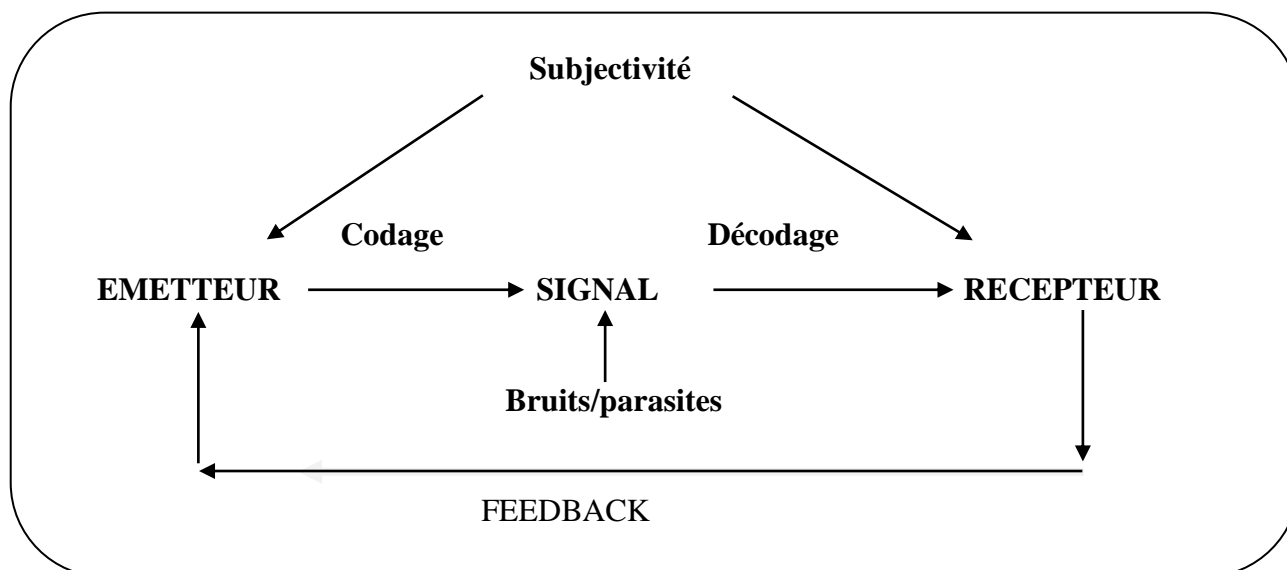 Subjectivité
Codage
Décodage
EMETTEUR
SIGNAL
RECEPTEUR
Bruits/parasites
FEEDBACK